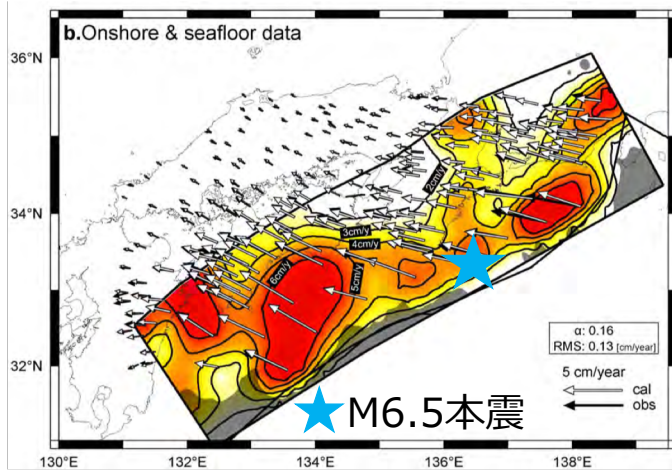 b.Onshore & seafloor data
36°N
34°N
32°N
2cm/y
3cm/y
4cm/y
5cm/y
6cm/y
α: 0.16
RMS: 0.13 [cm/year]
5 cm/year
cal
obs
M6.5本震
130°E
132°E
134°E
136°E
138°E